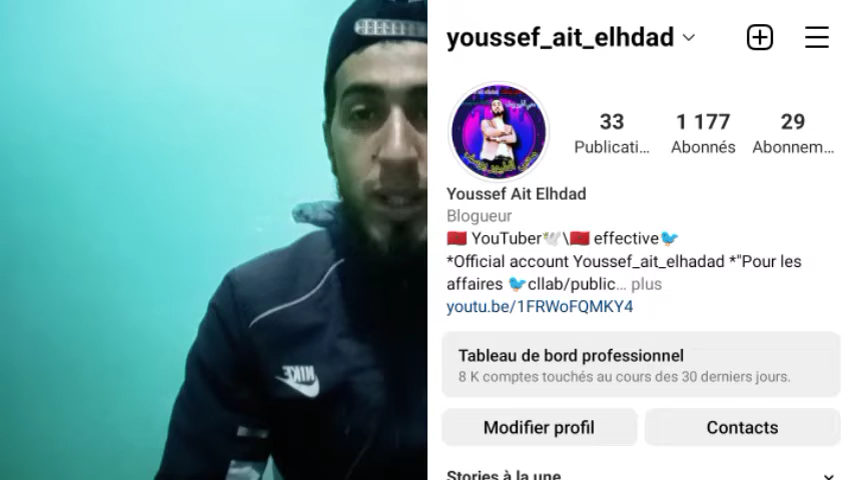 youssef_ait_elhdad
33
1 177
29
Publicati...
Abonnés
Abonnem...
Youssef Ait Elhdad
Blogueur
🇲🇦 YouTuber🕊️\🇲🇦 effective🐦
*Official account Youssef_ait_elhadad *"Pour les
affaires 🐦cllab/public... plus
youtu.be/1FRWoFQMKY4
Tableau de bord professionnel
8 K comptes touchés au cours des 30 derniers jours.
Modifier profil
Contacts
Stories à la une
NIKE